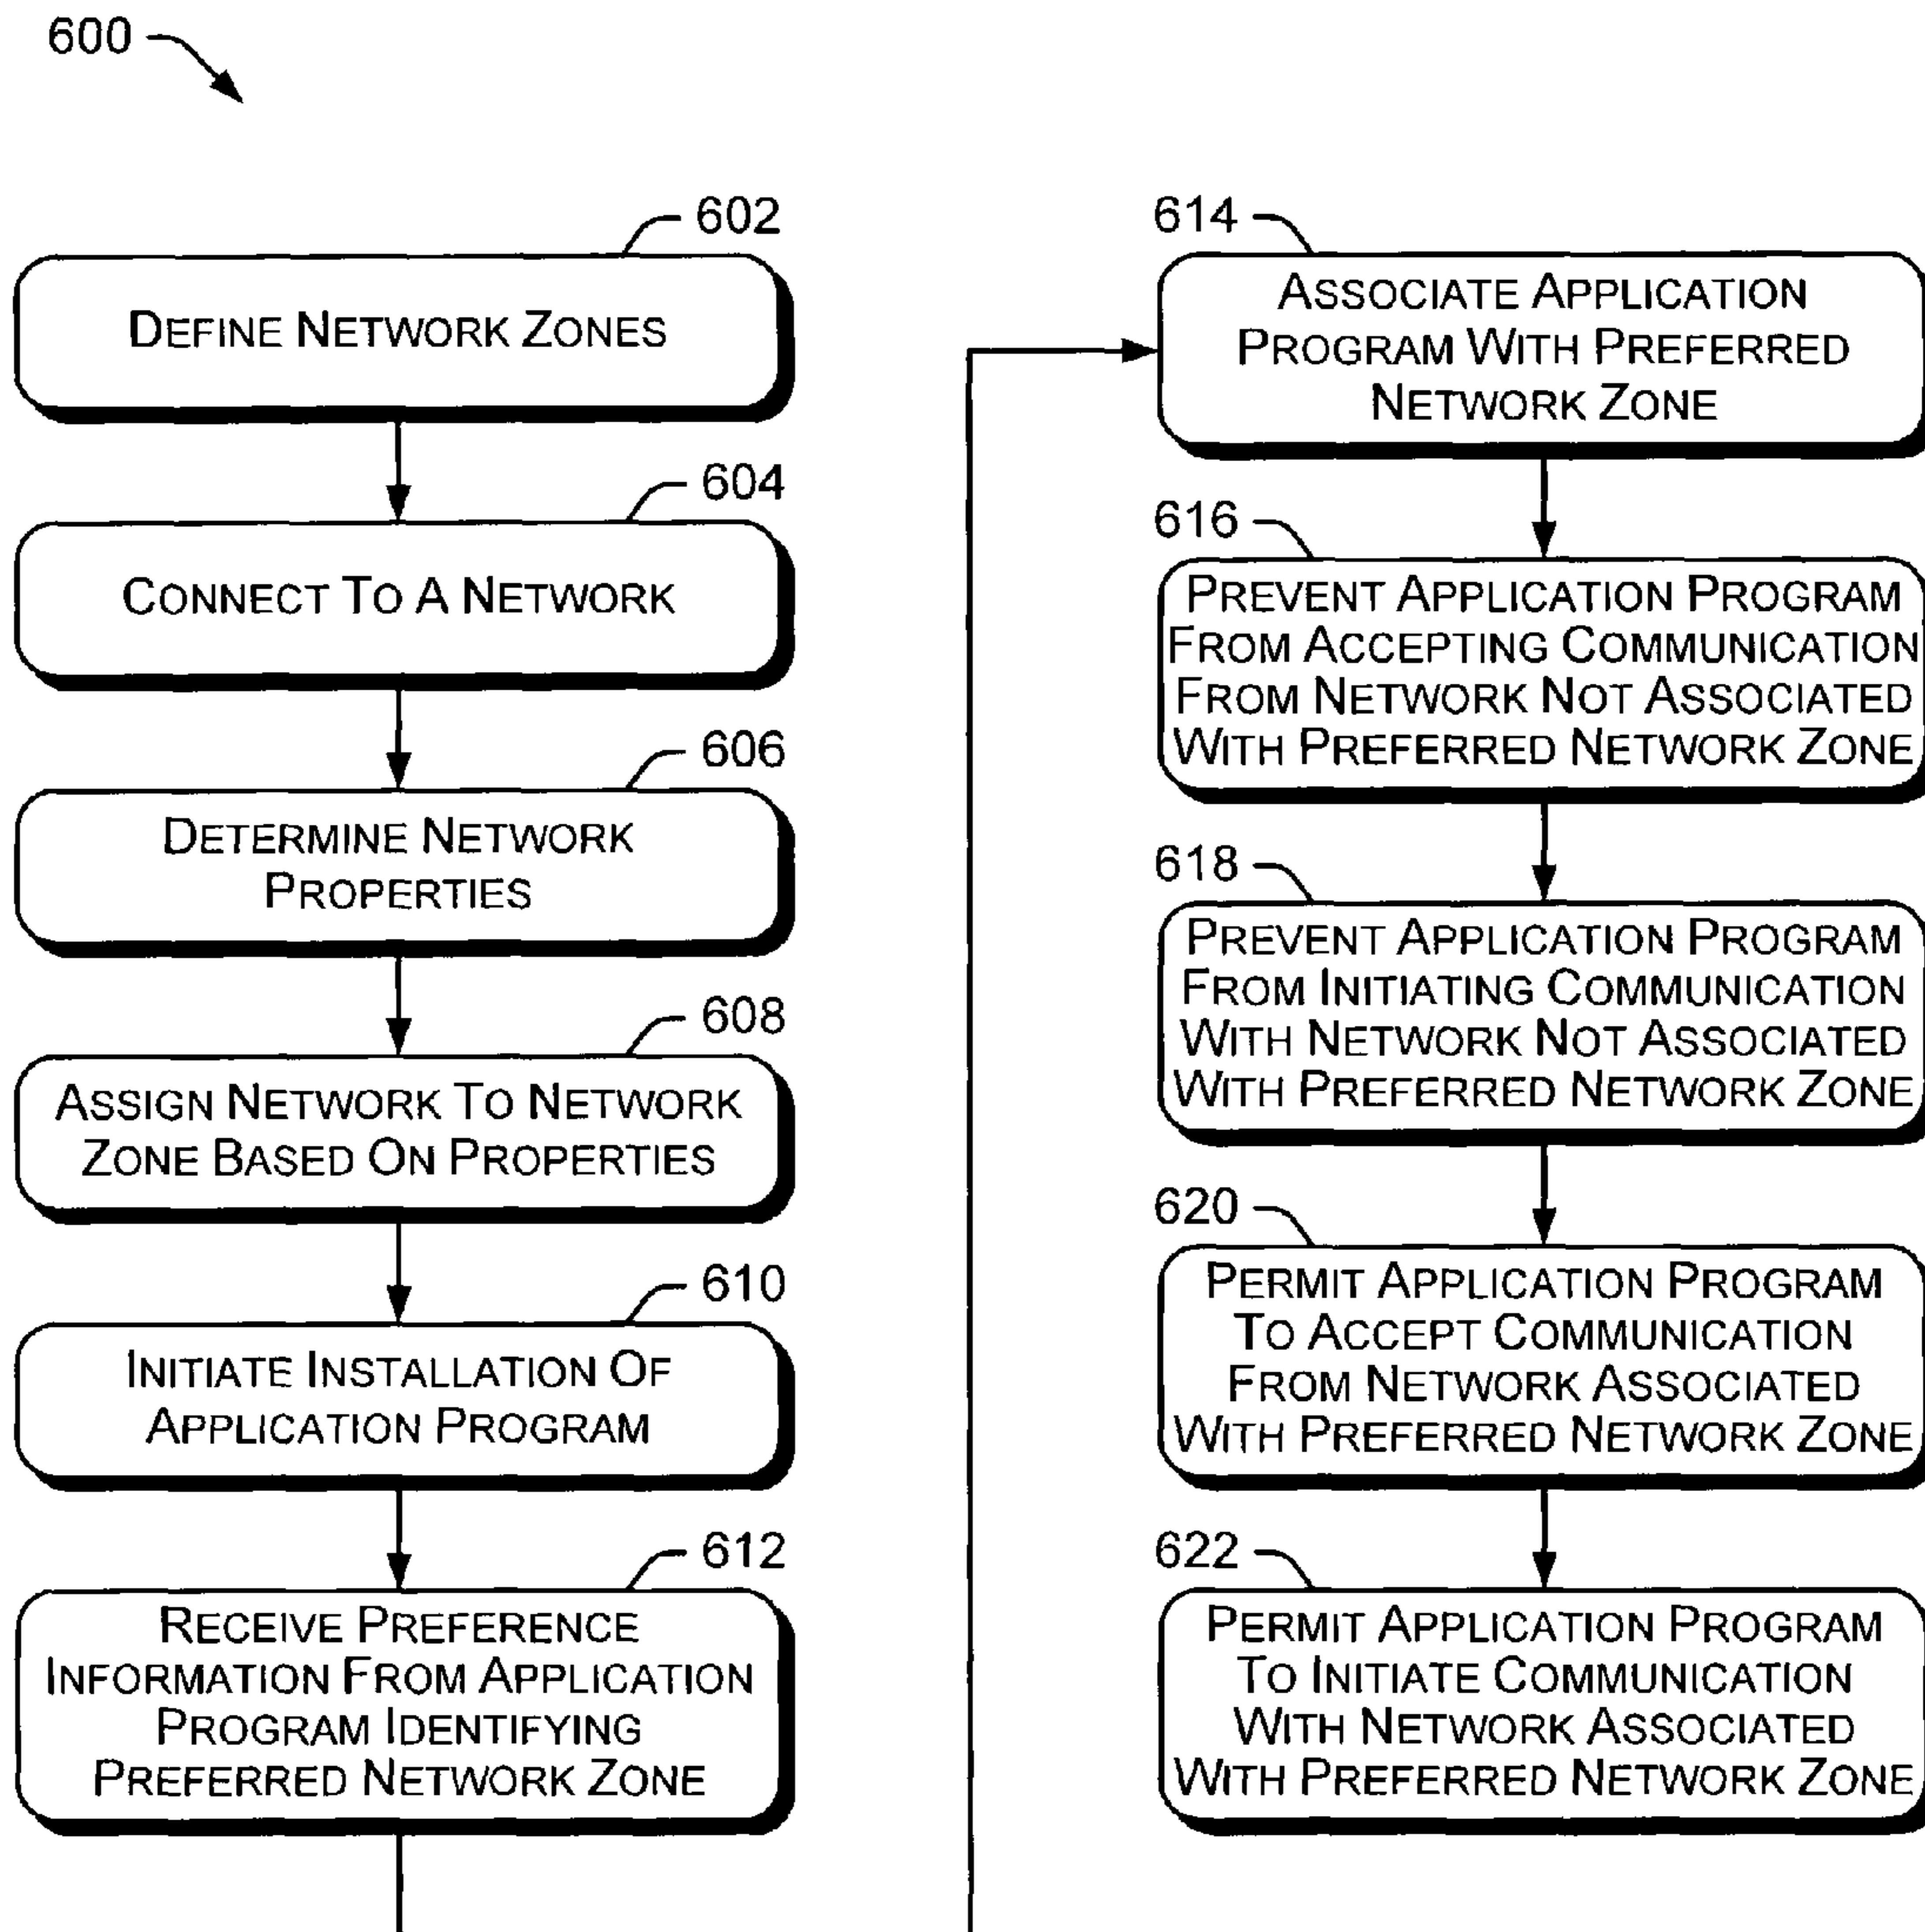 600
602
DEFINE NETWORK ZONES
604
CONNECT TO A NETWORK
606
DETERMINE NETWORK
PROPERTIES
608
ASSIGN NETWORK TO NETWORK
ZONE BASED ON PROPERTIES
610
INITIATE INSTALLATION OF
APPLICATION PROGRAM
612
RECEIVE PREFERENCE
INFORMATION FROM APPLICATION
PROGRAM IDENTIFYING
PREFERRED NETWORK ZONE
614
ASSOCIATE APPLICATION
PROGRAM WITH PREFERRED
NETWORK ZONE
616
PREVENT APPLICATION PROGRAM
FROM ACCEPTING COMMUNICATION
FROM NETWORK NOT ASSOCIATED
WITH PREFERRED NETWORK ZONE
618
PREVENT APPLICATION PROGRAM
FROM INITIATING COMMUNICATION
WITH NETWORK NOT ASSOCIATED
WITH PREFERRED NETWORK ZONE
620
PERMIT APPLICATION PROGRAM
TO ACCEPT COMMUNICATION
FROM NETWORK ASSOCIATED
WITH PREFERRED NETWORK ZONE
622
PERMIT APPLICATION PROGRAM
TO INITIATE COMMUNICATION
WITH NETWORK ASSOCIATED
WITH PREFERRED NETWORK ZONE